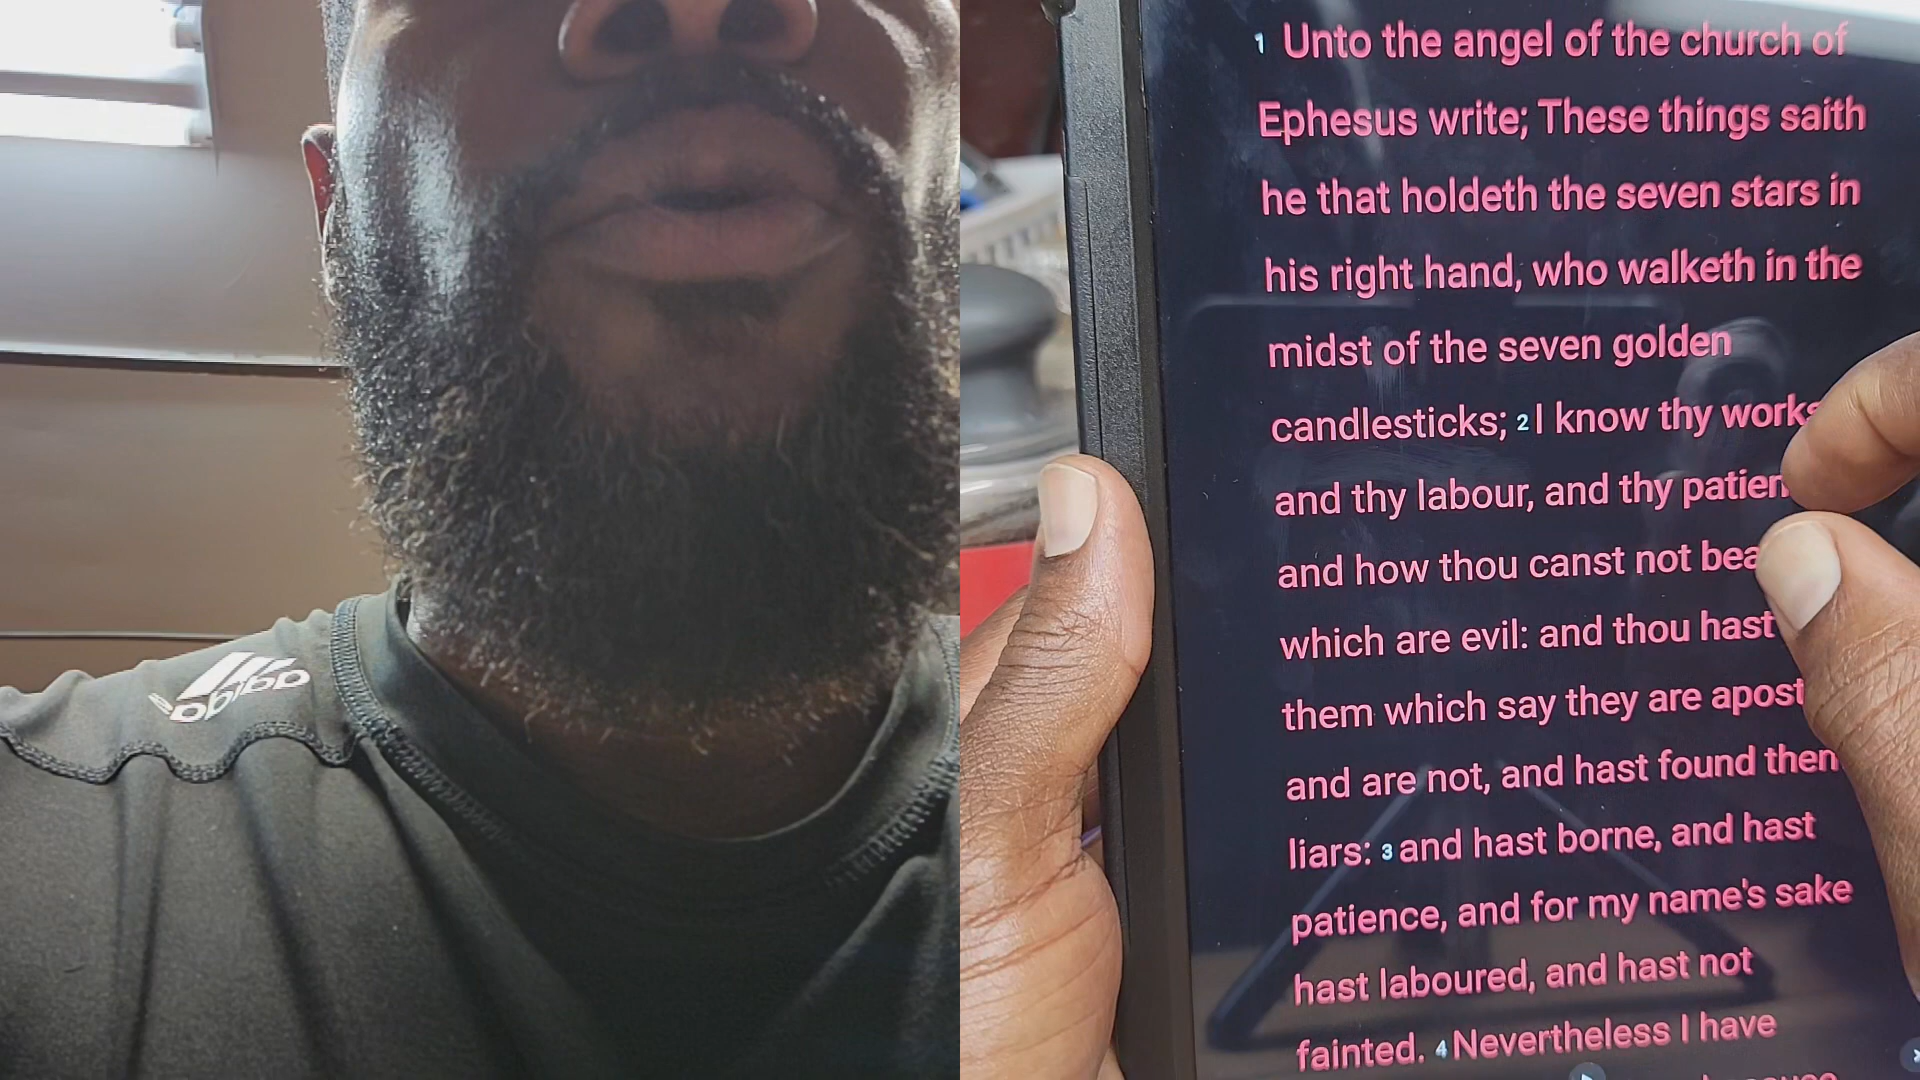 adidas
1 Unto the angel of the church of
Ephesus write; These things saith
he that holdeth the seven stars in
his right hand, who walketh in the
midst of the seven golden
candlesticks; 2 I know thy works
and thy labour, and thy patien
and how thou canst not bea
which are evil: and thou hast
them which say they are apost
and are not, and hast found then
liars: 3 and hast borne, and hast
patience, and for my name's sake
hast laboured, and hast not
fainted. 4 Nevertheless I have